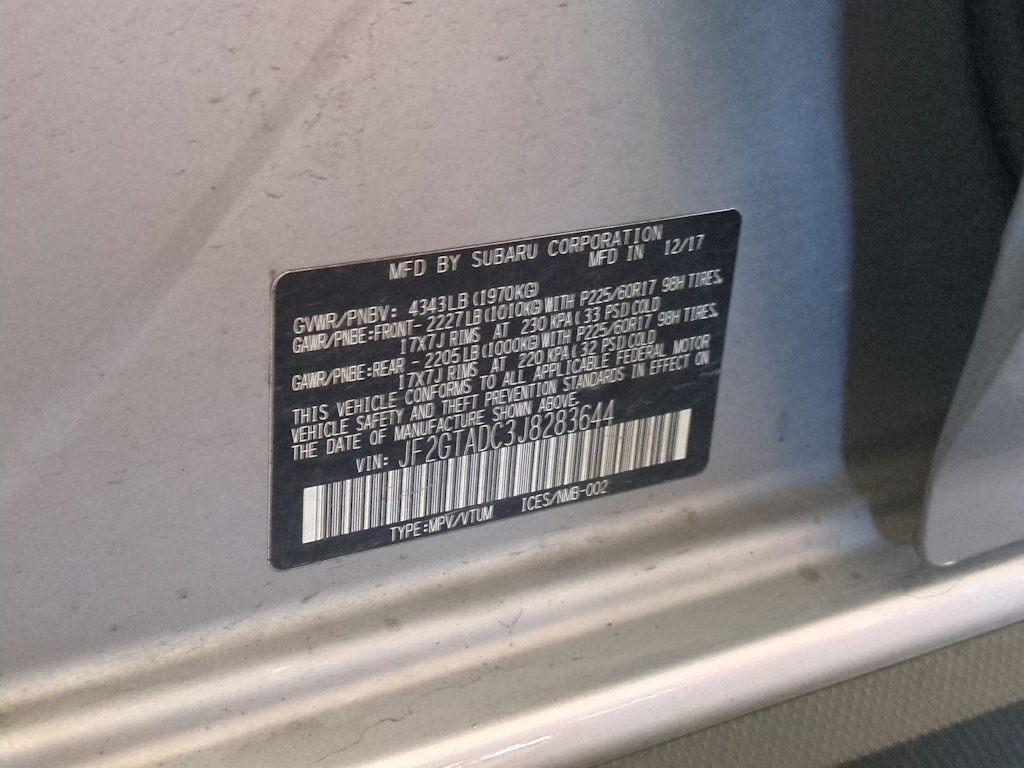 MFD BY SUBARU CORPORATION
MFD IN 12/17
GVWR/PNBV: 4343LB(1970KG)
GAWR/PNBE:FRONT- 2227LB(1010KG)WITH P225/60R17 98H TIRES,
17X7J RIMS AT 230 KPA( 33 PSI)COLD
GAWR/PNBE:REAR - 2205LB(1000KG)WITH P225/60R17 98H TIRES,
17X7J RIMS AT 220 KPA( 32 PSI)COLD
THIS VEHICLE CONFORMS TO ALL APPLICABLE FEDERAL MOTOR
VEHICLE SAFETY AND THEFT PREVENTION STANDARDS IN EFFECT ON
THE DATE OF MANUFACTURE SHOWN ABOVE.
VIN: JF2GTADC3J8283644
TYPE:MPV/VTUM ICES/NMB-002